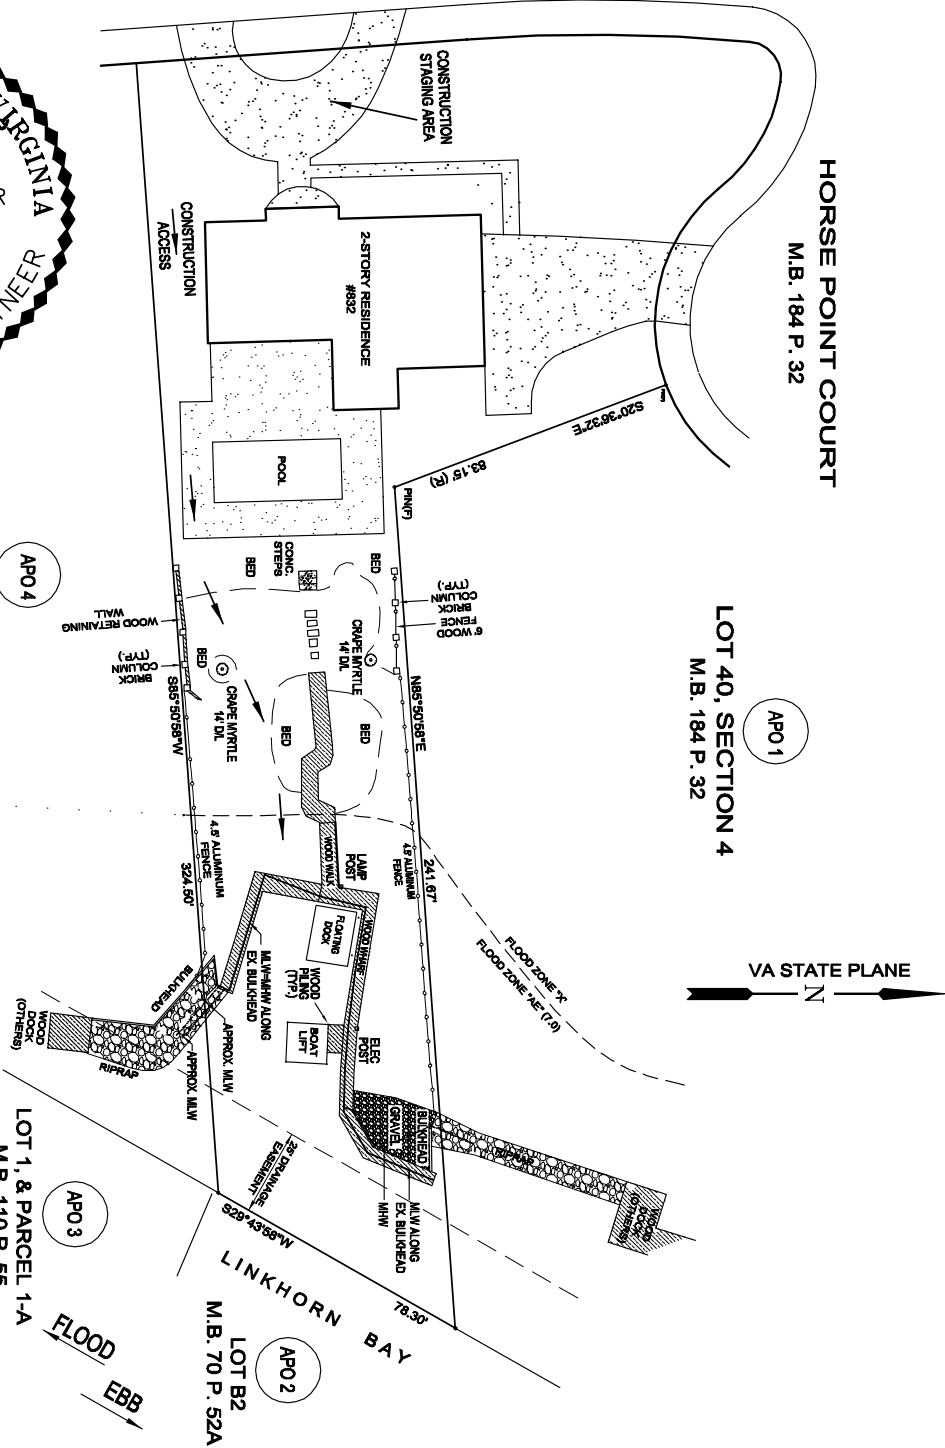 HORSE POINT COURT
M.B. 184 P. 32
CONSTRUCTION
STAGING AREA
VIRGINIA
CONSTRUCTION
ACCESS
2-STORY RESIDENCE
#832
POOL
S20°36'32"E
83.15' (R)
PIN(F)
APO 1
LOT 40, SECTION 4
M.B. 184 P. 32
APO 4
CONC.
STEPS
BED
BED
6' WOOD
FENCE
BRICK
COLUMN
(TYP.)
CRAPE MYRTLE
14' D/L
WOOD RETAINING
WALL
BRICK
COLUMN
(TYP.)
BED
CRAPE MYRTLE
14' D/L
BED
BED
N85°50'58"E
241.67'
S85°50'58"W
324.50'
4.5' ALUMINUM
FENCE
4.5' ALUMINUM
FENCE
WOOD WALK
LAMP
POST
FLOOD ZONE "X"
FLOOD ZONE "AE" (7.0)
VA STATE PLANE
N
WOOD WHARF
FLOATING
DOCK
MLW-MHW ALONG
EX. BULKHEAD
WOOD
PILING
(TYP.)
BOAT
LIFT
ELEC
POST
BULKHEAD
APPROX. MLW
APPROX. MLW
RIPRAP
WOOD
DOCK
(OTHERS)
BULKHEAD
GRAVEL
RIPRAP
WOOD
DOCK
(OTHERS)
MLW ALONG
EX. BULKHEAD
MHW
25' DRAINAGE
EASEMENT
S29°43'58"W
78.30'
LINKHORN BAY
APO 3
LOT 1, & PARCEL 1-A
M.B. 110 P. 55
APO 2
LOT B2
M.B. 70 P. 52A
FLOOD
EBB